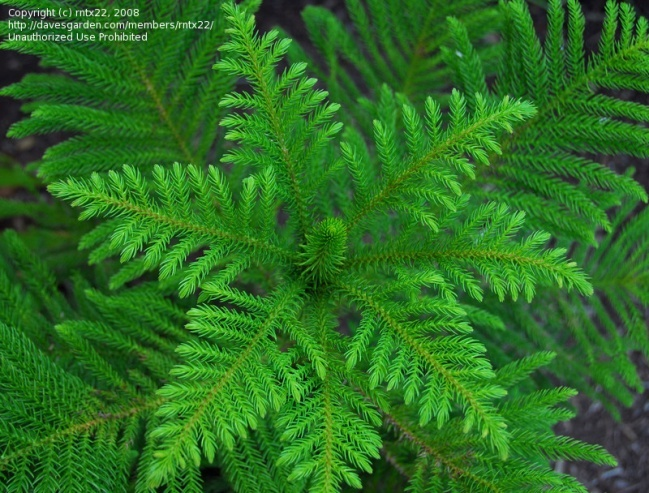 Copyright (c) rntx22, 2008
http://davesgarden.com/members/rntx22/
Unauthorized Use Prohibited